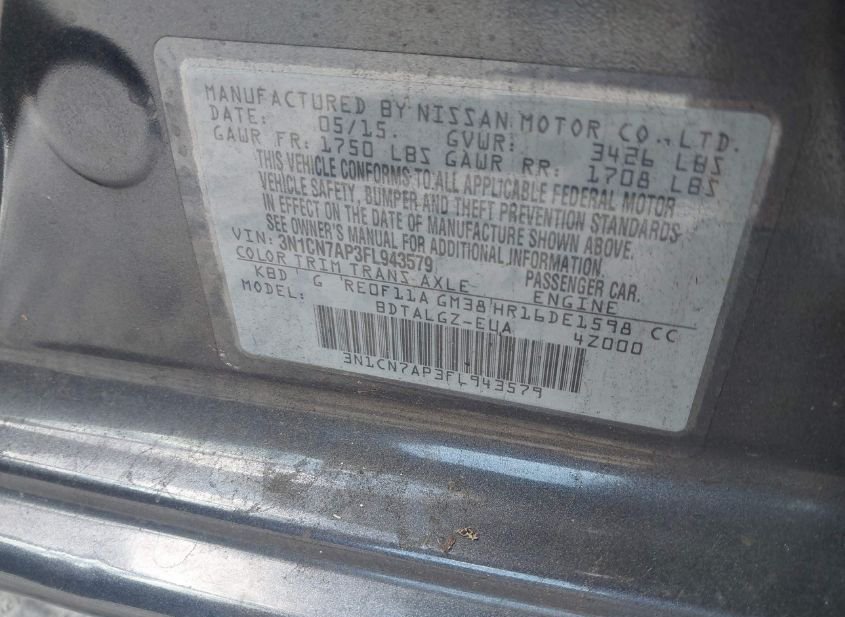 MANUFACTURED BY NISSAN MOTOR CO., LTD.
DATE: 05/15. GVWR: 3426 LBS
GAWR FR: 1750 LBS GAWR RR: 1708 LBS
THIS VEHICLE CONFORMS TO ALL APPLICABLE FEDERAL MOTOR
VEHICLE SAFETY, BUMPER AND THEFT PREVENTION STANDARDS
IN EFFECT ON THE DATE OF MANUFACTURE SHOWN ABOVE.
SEE OWNER'S MANUAL FOR ADDITIONAL INFORMATION.
VIN: 3N1CN7AP3FL943579 PASSENGER CAR.
COLOR TRIM TRANS AXLE ENGINE
KBD G RE0F11A GM38 HR16DE1598 CC
MODEL: BDTALGZ-EUA 4Z000
3N1CN7AP3FL943579